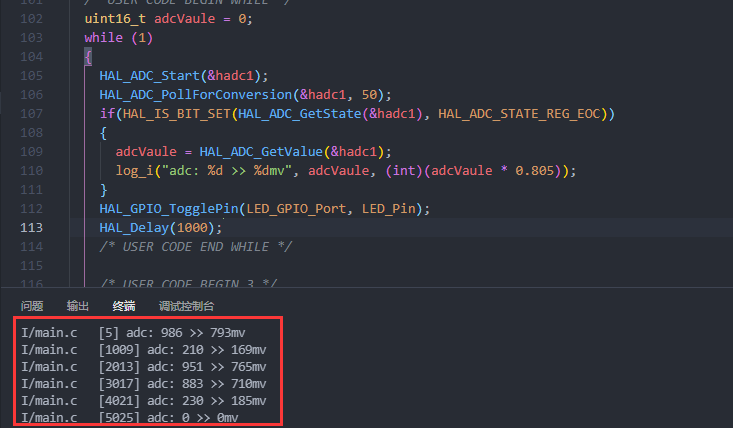 101 /* USER CODE BEGIN WHILE */
102 uint16_t adcVaule = 0;
103 while (1)
104 {
105 HAL_ADC_Start(&hadc1);
106 HAL_ADC_PollForConversion(&hadc1, 50);
107 if(HAL_IS_BIT_SET(HAL_ADC_GetState(&hadc1), HAL_ADC_STATE_REG_EOC))
108 {
109 adcVaule = HAL_ADC_GetValue(&hadc1);
110 log_i("adc: %d >> %dmv", adcVaule, (int)(adcVaule * 0.805));
111 }
112 HAL_GPIO_TogglePin(LED_GPIO_Port, LED_Pin);
113 HAL_Delay(1000);
114 /* USER CODE END WHILE */
115
116 /* USER CODE BEGIN 3 */
问题 输出 终端 调试控制台
I/main.c [5] adc: 986 >> 793mv
I/main.c [1009] adc: 210 >> 169mv
I/main.c [2013] adc: 951 >> 765mv
I/main.c [3017] adc: 883 >> 710mv
I/main.c [4021] adc: 230 >> 185mv
I/main.c [5025] adc: 0 >> 0mv